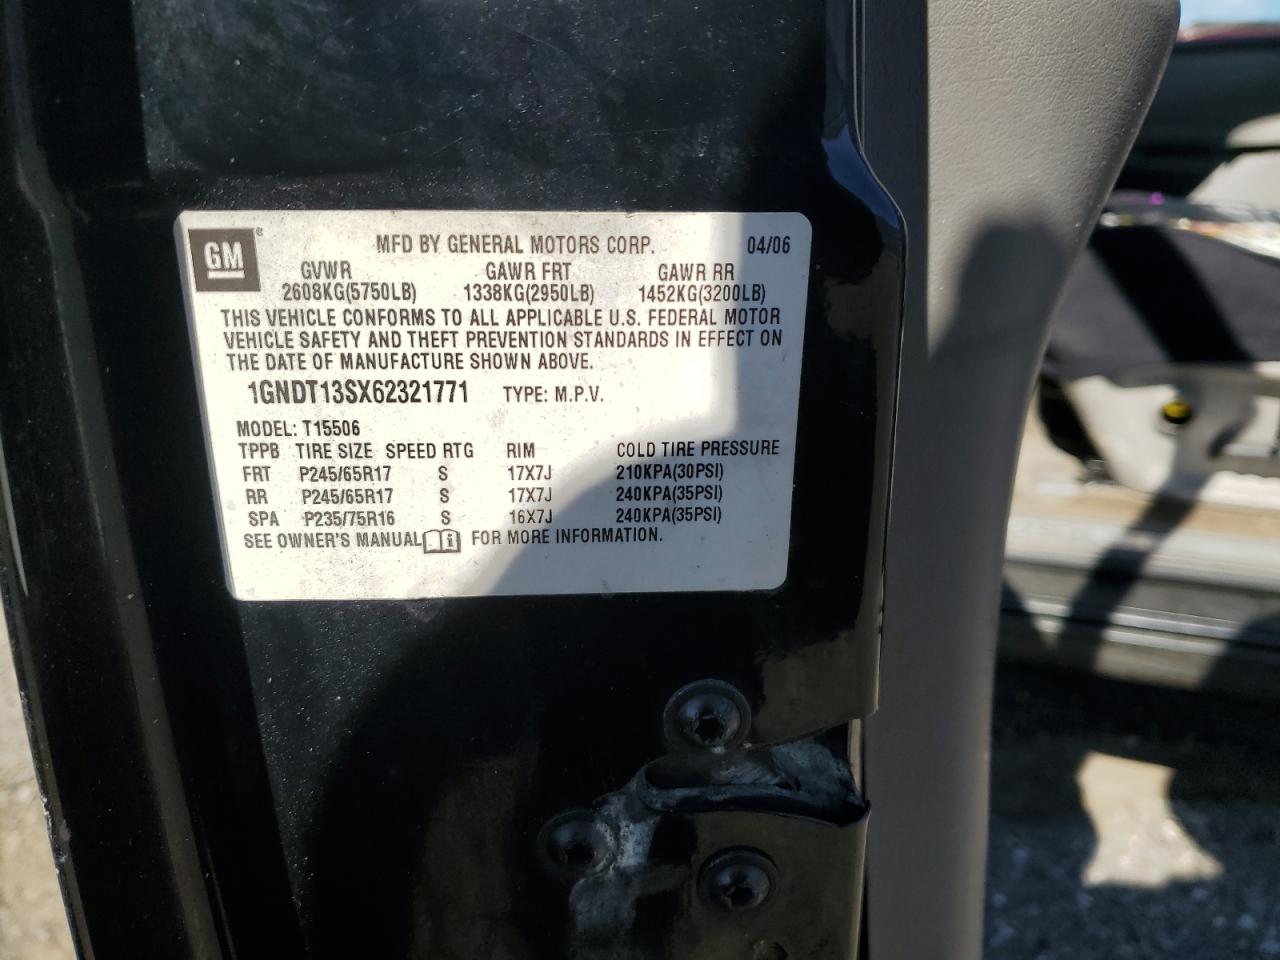 GM ® MFD BY GENERAL MOTORS CORP. 04/06
GVWR GAWR FRT GAWR RR
2608KG(5750LB) 1338KG(2950LB) 1452KG(3200LB)
THIS VEHICLE CONFORMS TO ALL APPLICABLE U.S. FEDERAL MOTOR
VEHICLE SAFETY AND THEFT PREVENTION STANDARDS IN EFFECT ON
THE DATE OF MANUFACTURE SHOWN ABOVE.
1GNDT13SX62321771 TYPE: M.P.V.
MODEL: T15506
TPPB TIRE SIZE SPEED RTG RIM COLD TIRE PRESSURE
FRT P245/65R17 S 17X7J 210KPA(30PSI)
RR P245/65R17 S 17X7J 240KPA(35PSI)
SPA P235/75R16 S 16X7J 240KPA(35PSI)
SEE OWNER'S MANUAL i FOR MORE INFORMATION.